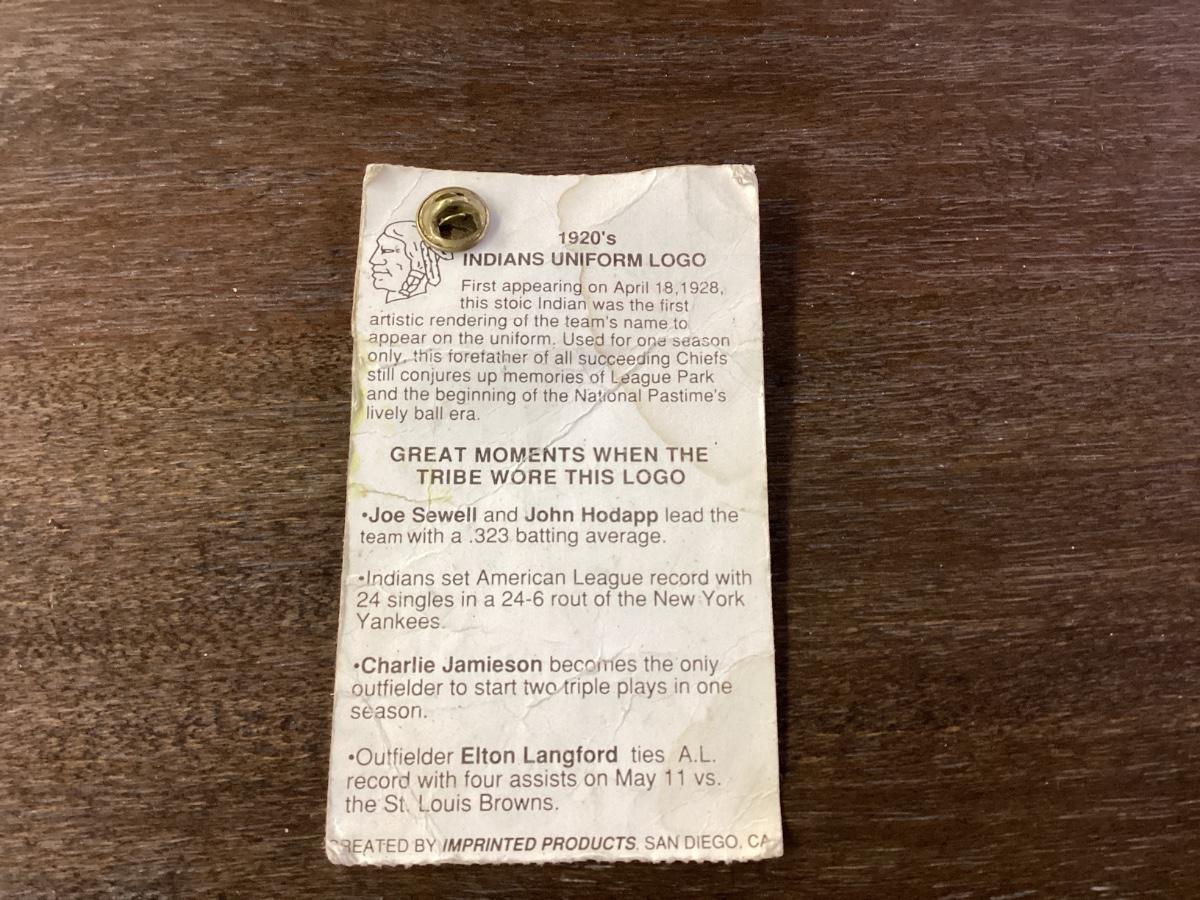 1920's
INDIANS UNIFORM LOGO
First appearing on April 18,1928,
this stoic Indian was the first
artistic rendering of the team's name to
appear on the uniform. Used for one season
only, this forefather of all succeeding Chiefs
still conjures up memories of League Park
and the beginning of the National Pastime's
lively ball era.
GREAT MOMENTS WHEN THE
TRIBE WORE THIS LOGO
•Joe Sewell and John Hodapp lead the
team with a .323 batting average.
•Indians set American League record with
24 singles in a 24-6 rout of the New York
Yankees.
•Charlie Jamieson becomes the only
outfielder to start two triple plays in one
season.
•Outfielder Elton Langford ties A.L.
record with four assists on May 11 vs.
the St. Louis Browns.
CREATED BY IMPRINTED PRODUCTS, SAN DIEGO, CA